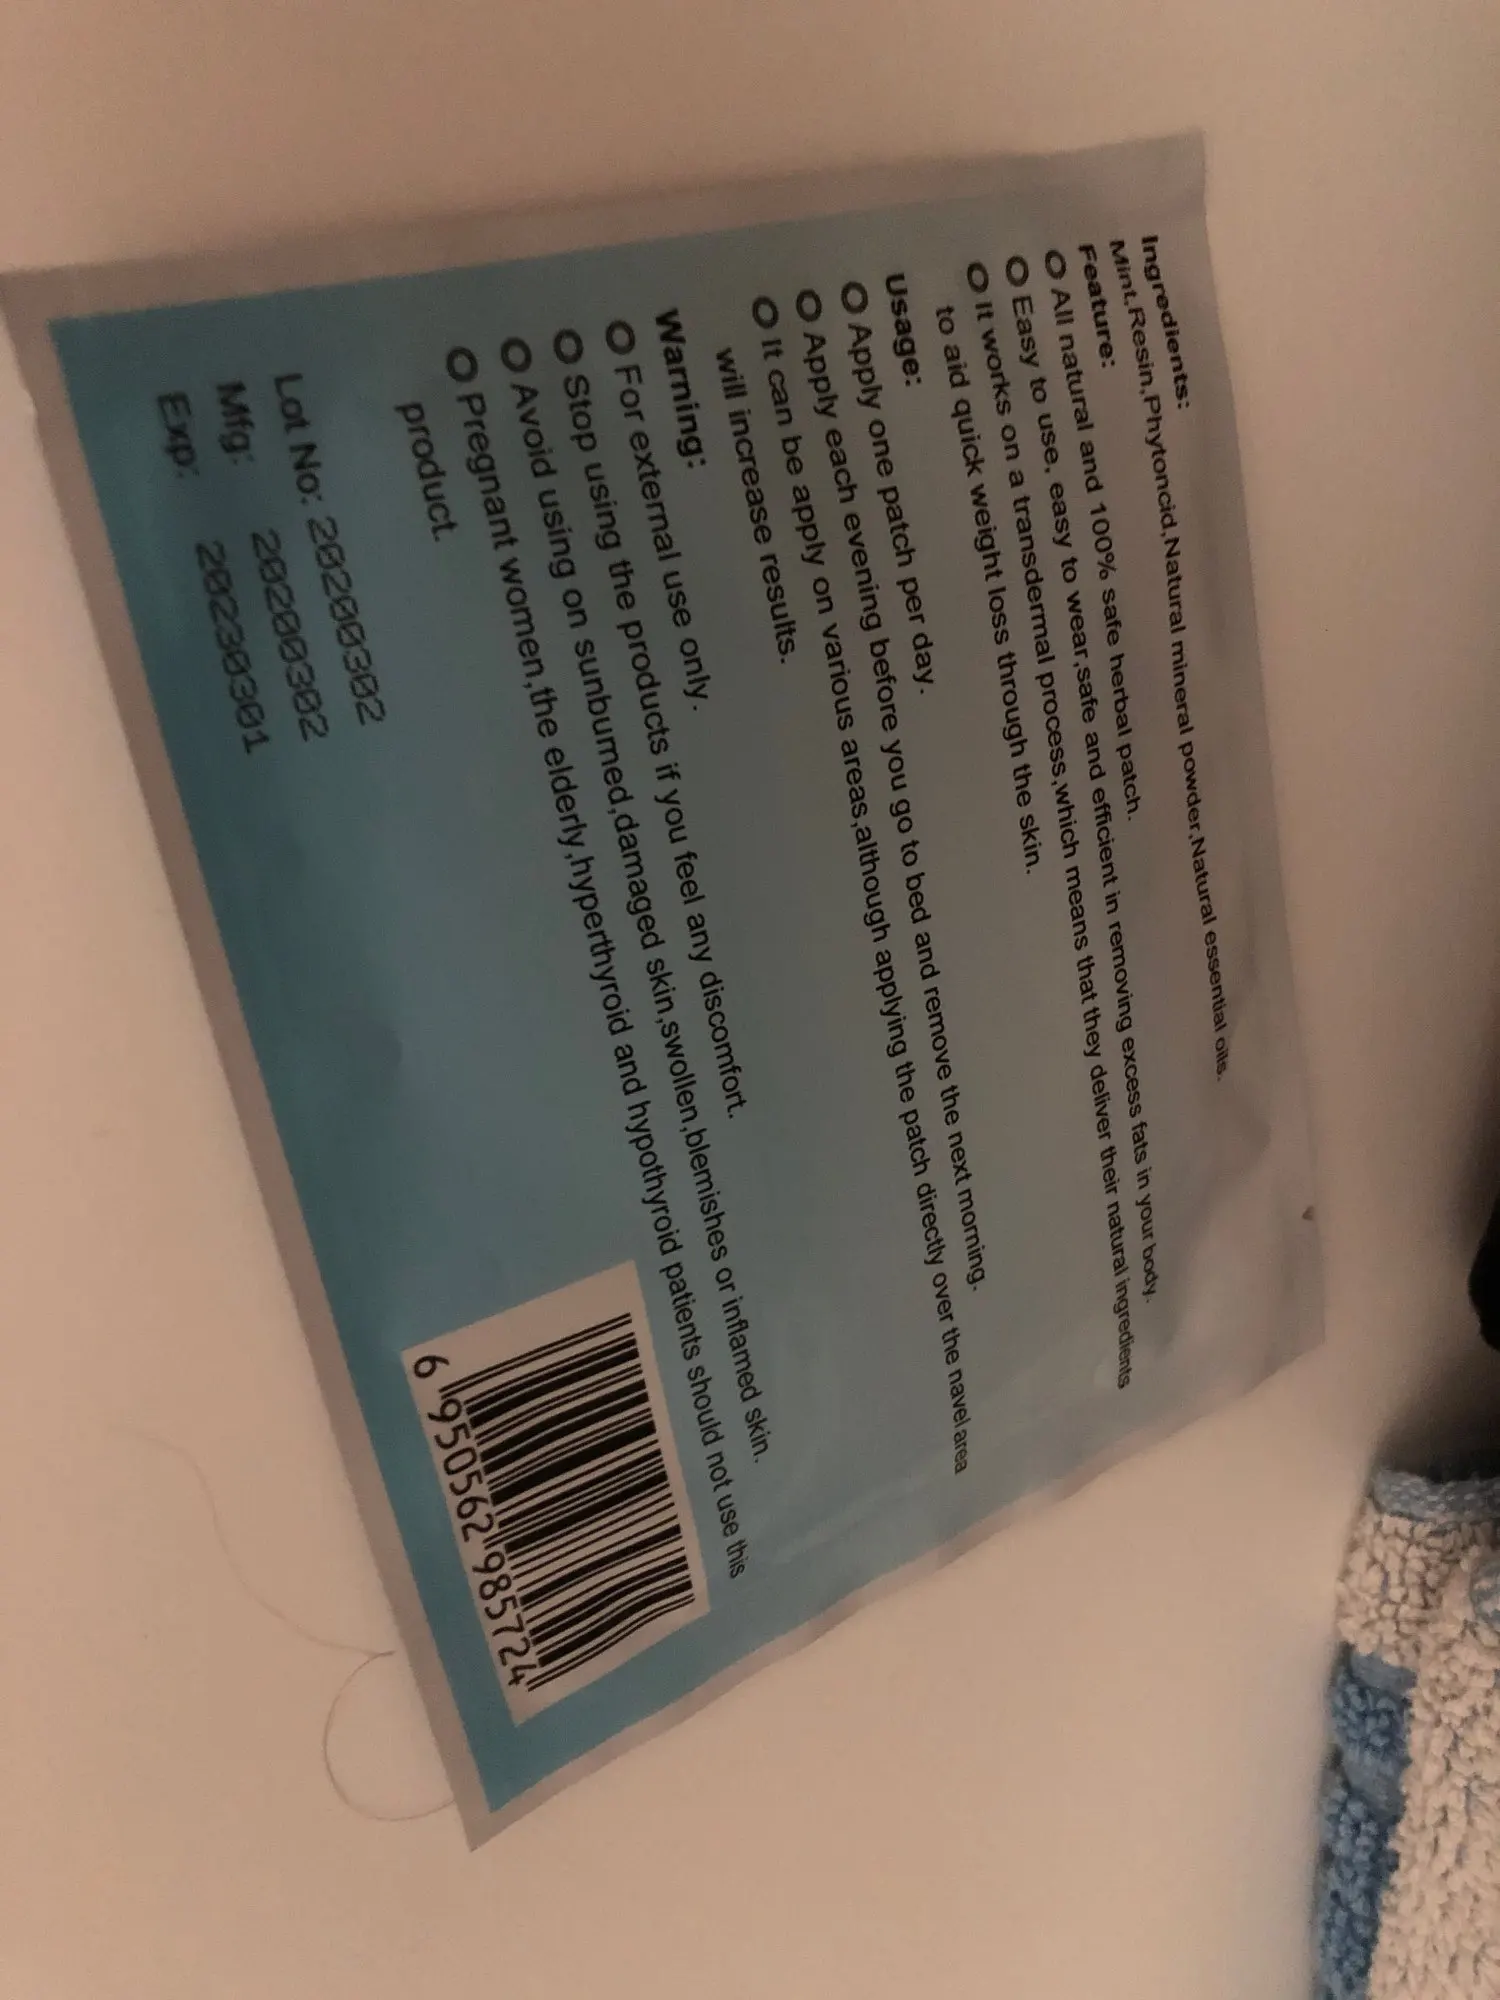 Ingredients:
Mint,Resin,Phytoncid,Natural mineral powder,Natural essential oils.
Feature:
O All natural and 100% safe herbal patch.
O Easy to use, easy to wear,safe and efficient in removing excess fats in your body.
O It works on a transdermal process,which means that they deliver their natural ingredients
to aid quick weight loss through the skin.
Usage:
O Apply one patch per day.
O Apply each evening before you go to bed and remove the next morning.
O It can be apply on various areas,although applying the patch directly over the navel area
will increase results.
Warning:
O For external use only.
O Stop using the products if you feel any discomfort.
O Avoid using on sunburned,damaged skin,swollen,blemishes or inflamed skin.
O Pregnant women,the elderly,hyperthyroid and hypothyroid patients should not use this
product.
Lot No: 20200302
Mfg: 20200302
Exp: 20230301
6 950562 985724